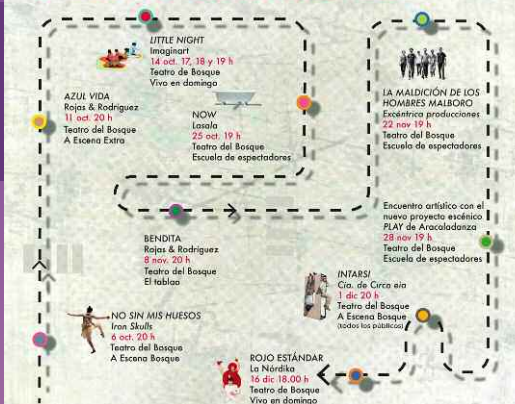 LITTLE NIGHT
Imaginart
14 oct. 17, 18 y 19 h
Teatro de Bosque
Vivo en domingo
AZUL VIDA
Rojas & Rodríguez
11 oct. 20 h
Teatro del Bosque
A Escena Extra
NOW
Lasala
25 oct. 19 h
Teatro del Bosque
Escuela de espectadores
LA MALDICIÓN DE LOS
HOMBRES MALBORO
Excéntrica producciones
22 nov 19 h
Teatro del Bosque
Escuela de espectadores
Encuentro artístico con el
nuevo proyecto escénico
PLAY de Aracaladanza
28 nov 19 h
Teatro del Bosque
Escuela de espectadores
BENDITA
Rojas & Rodríguez
8 nov. 20 h
Teatro del Bosque
El tablao
INTARSI
Cía. de Circo eia
1 dic 20 h
Teatro del Bosque
A Escena Bosque
(todos los públicos)
NO SIN MIS HUESOS
Iron Skulls
6 oct. 20 h
Teatro del Bosque
A Escena Bosque
ROJO ESTÁNDAR
La Nórdika
16 dic 18.00 h
Teatro de Bosque
Vivo en domingo